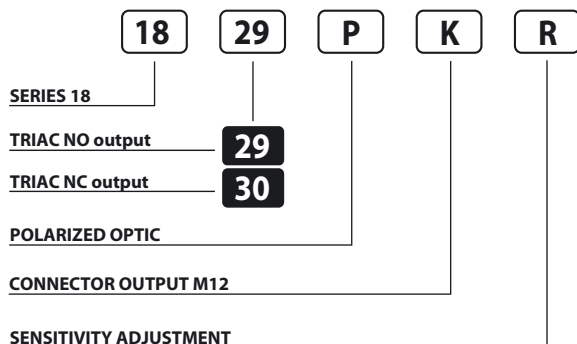 18 29 P K R
SERIES 18
TRIAC NO output 29
TRIAC NC output 30
POLARIZED OPTIC
CONNECTOR OUTPUT M12
SENSITIVITY ADJUSTMENT